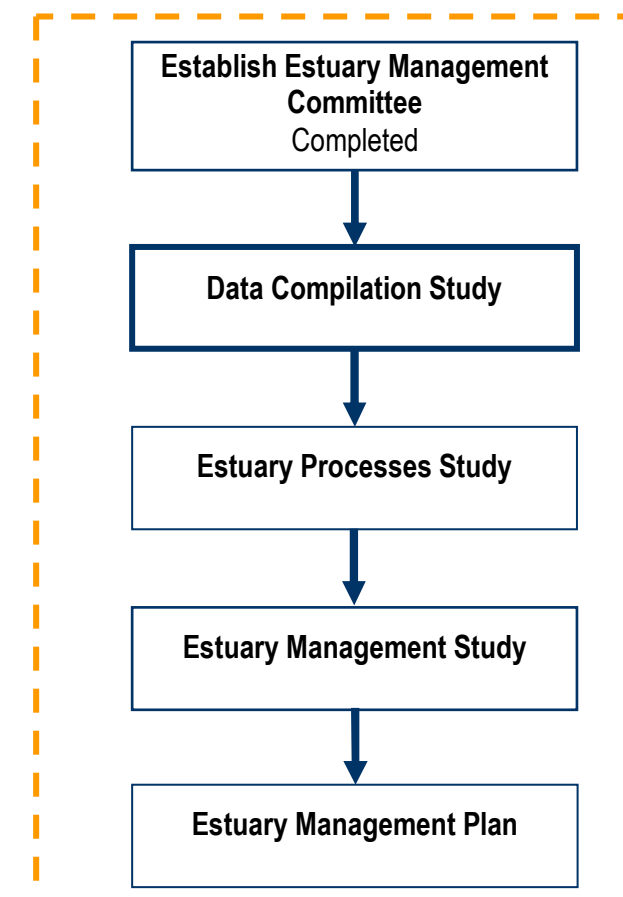 Establish Estuary Management
Committee
Completed
Data Compilation Study
Estuary Processes Study
Estuary Management Study
Estuary Management Plan